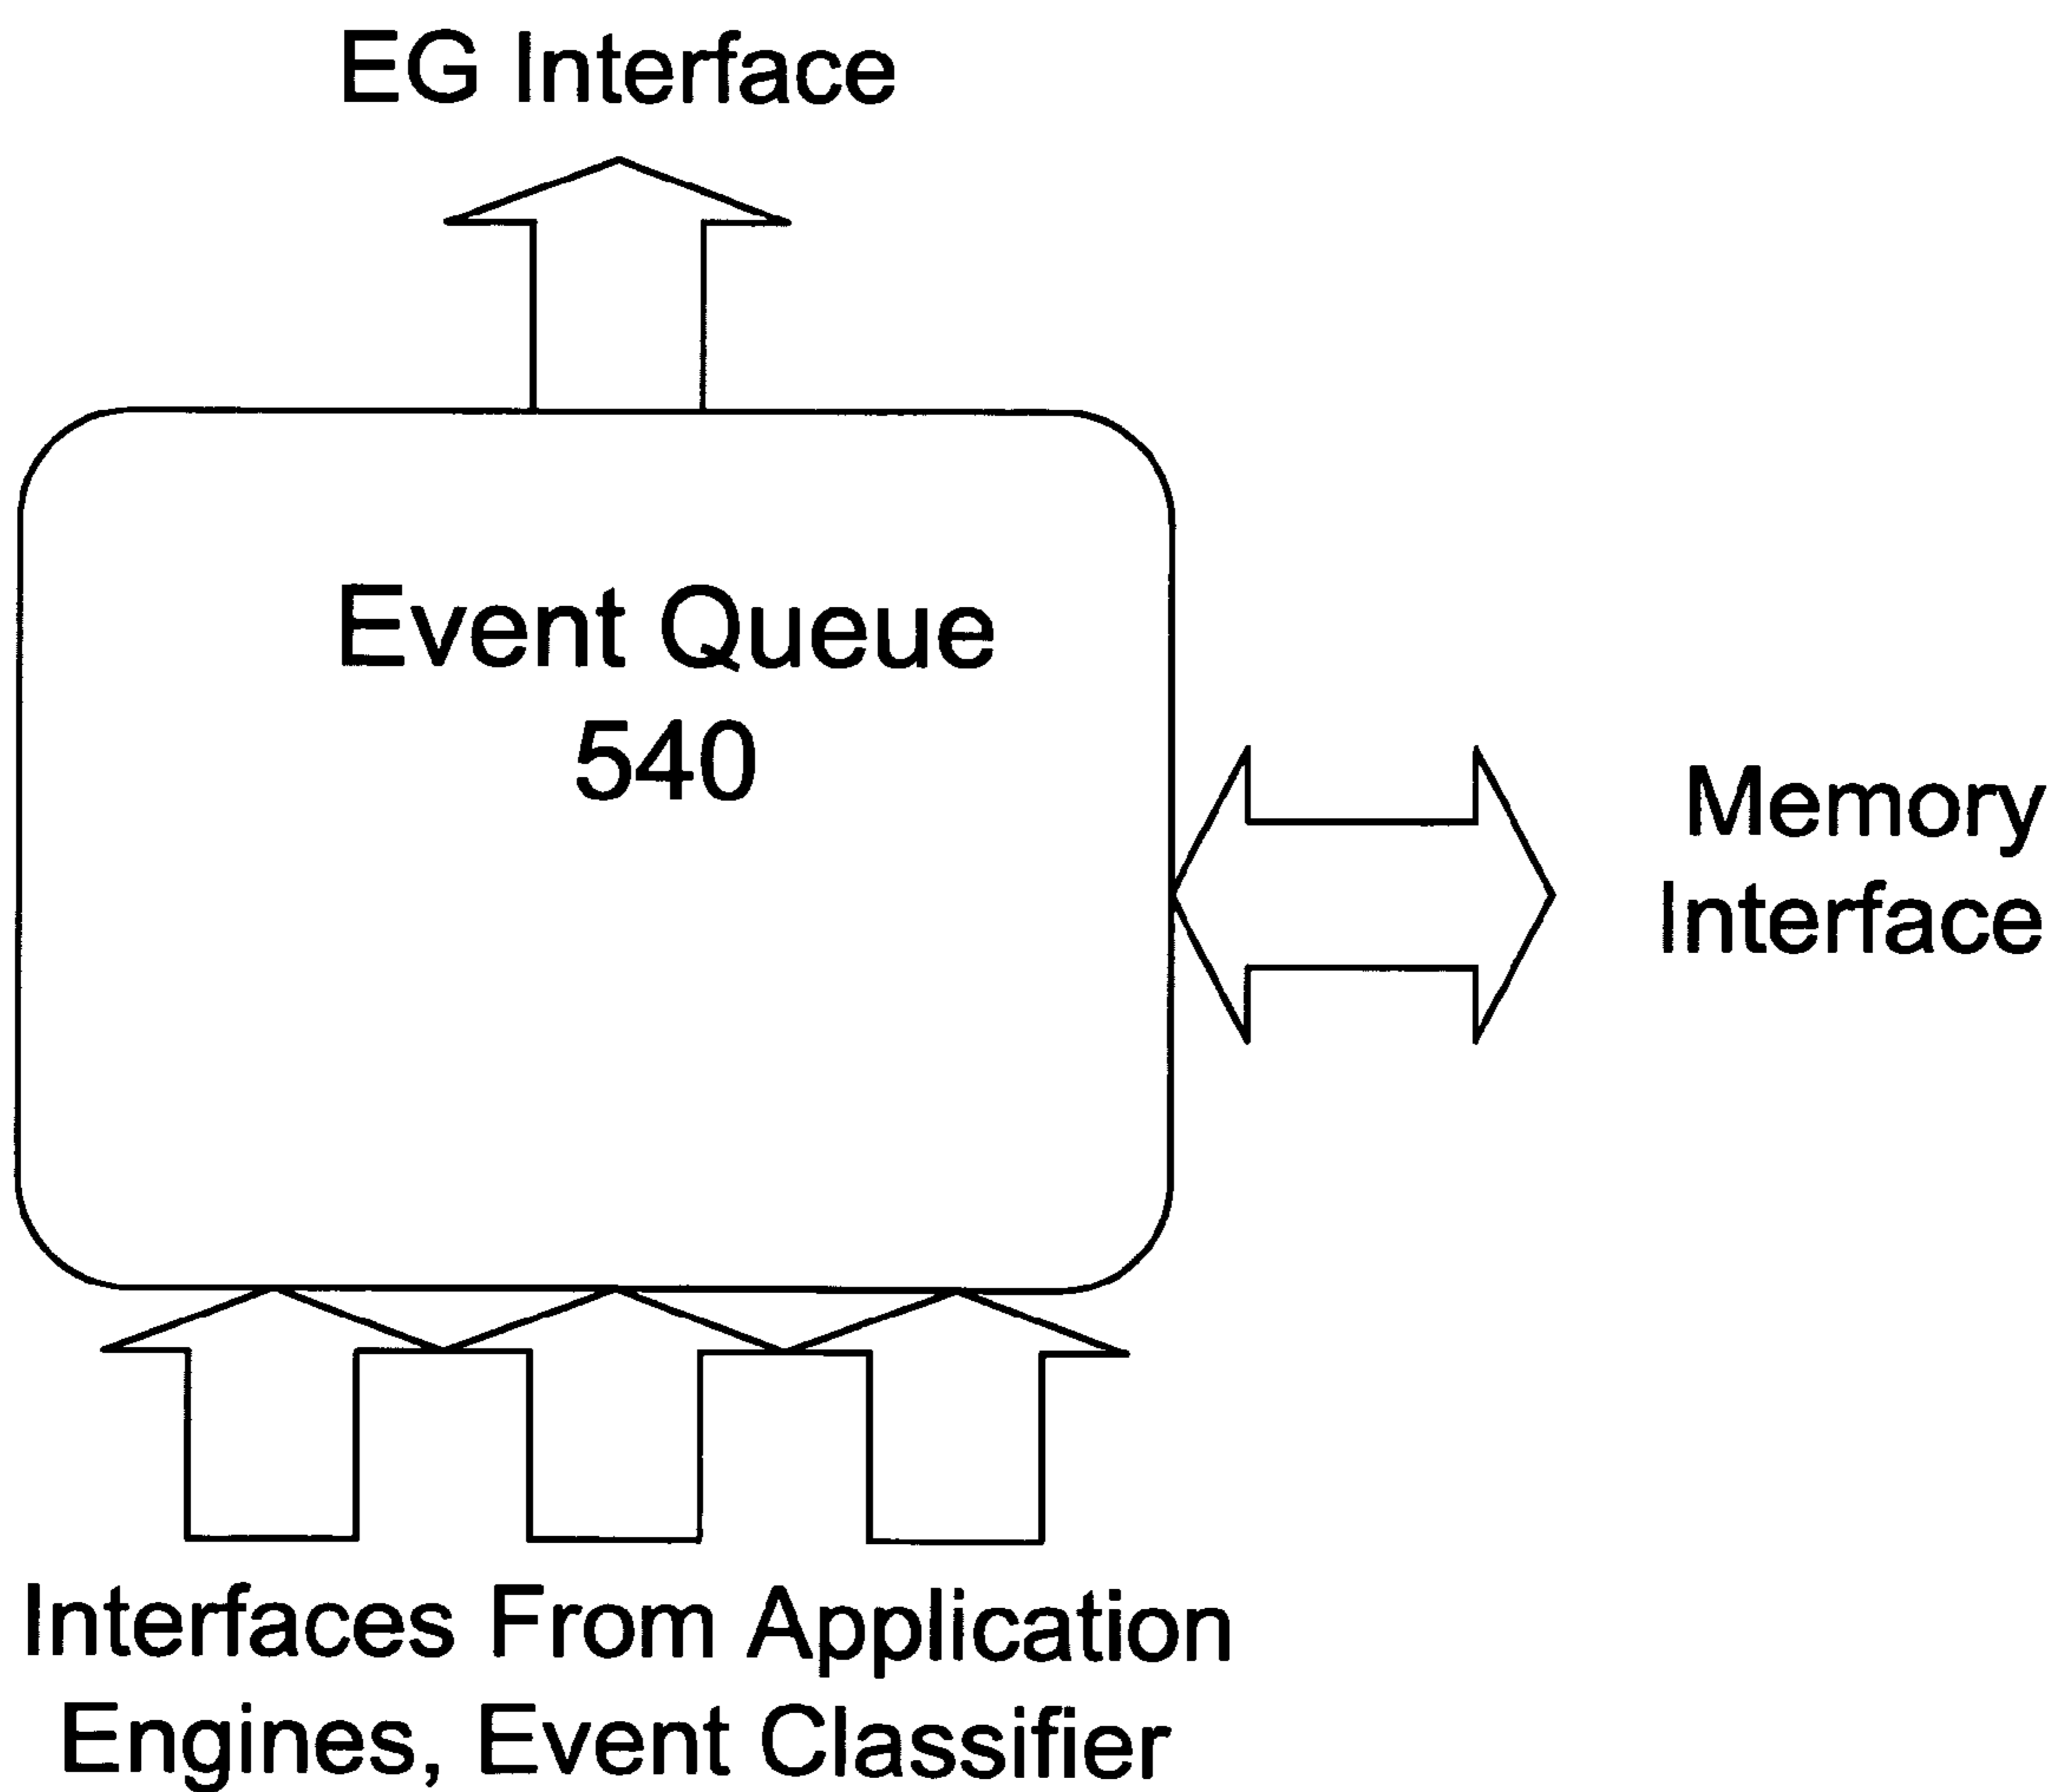 EG Interface
Event Queue
540
Memory
Interface
Interfaces From Application
Engines, Event Classifier